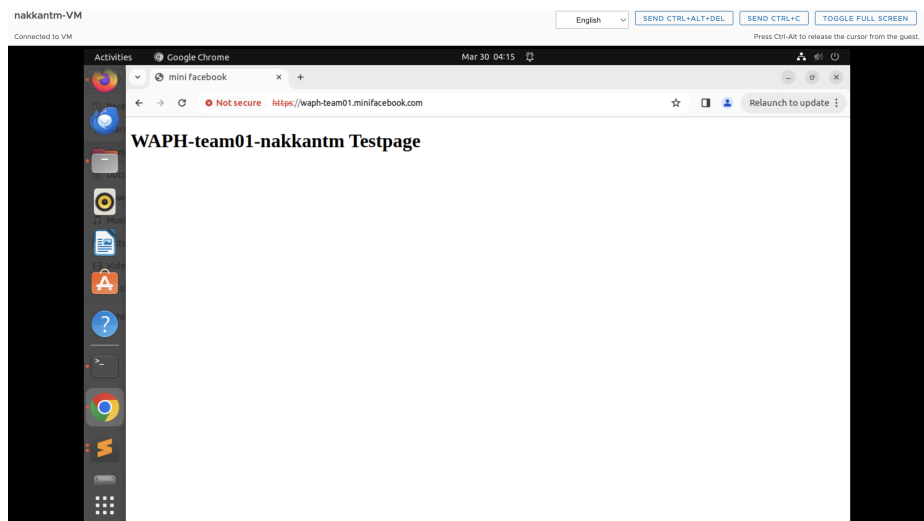 nakkantm-VM
English
SEND CTRL+ALT+DEL
SEND CTRL+C
TOGGLE FULL SCREEN
Connected to VM
Press Ctrl-Alt to release the cursor from the guest.
Activities
Google Chrome
Mar 30 04:15
mini facebook
Not secure
https://waph-team01.minifacebook.com
Relaunch to update
WAPH-team01-nakkantm Testpage